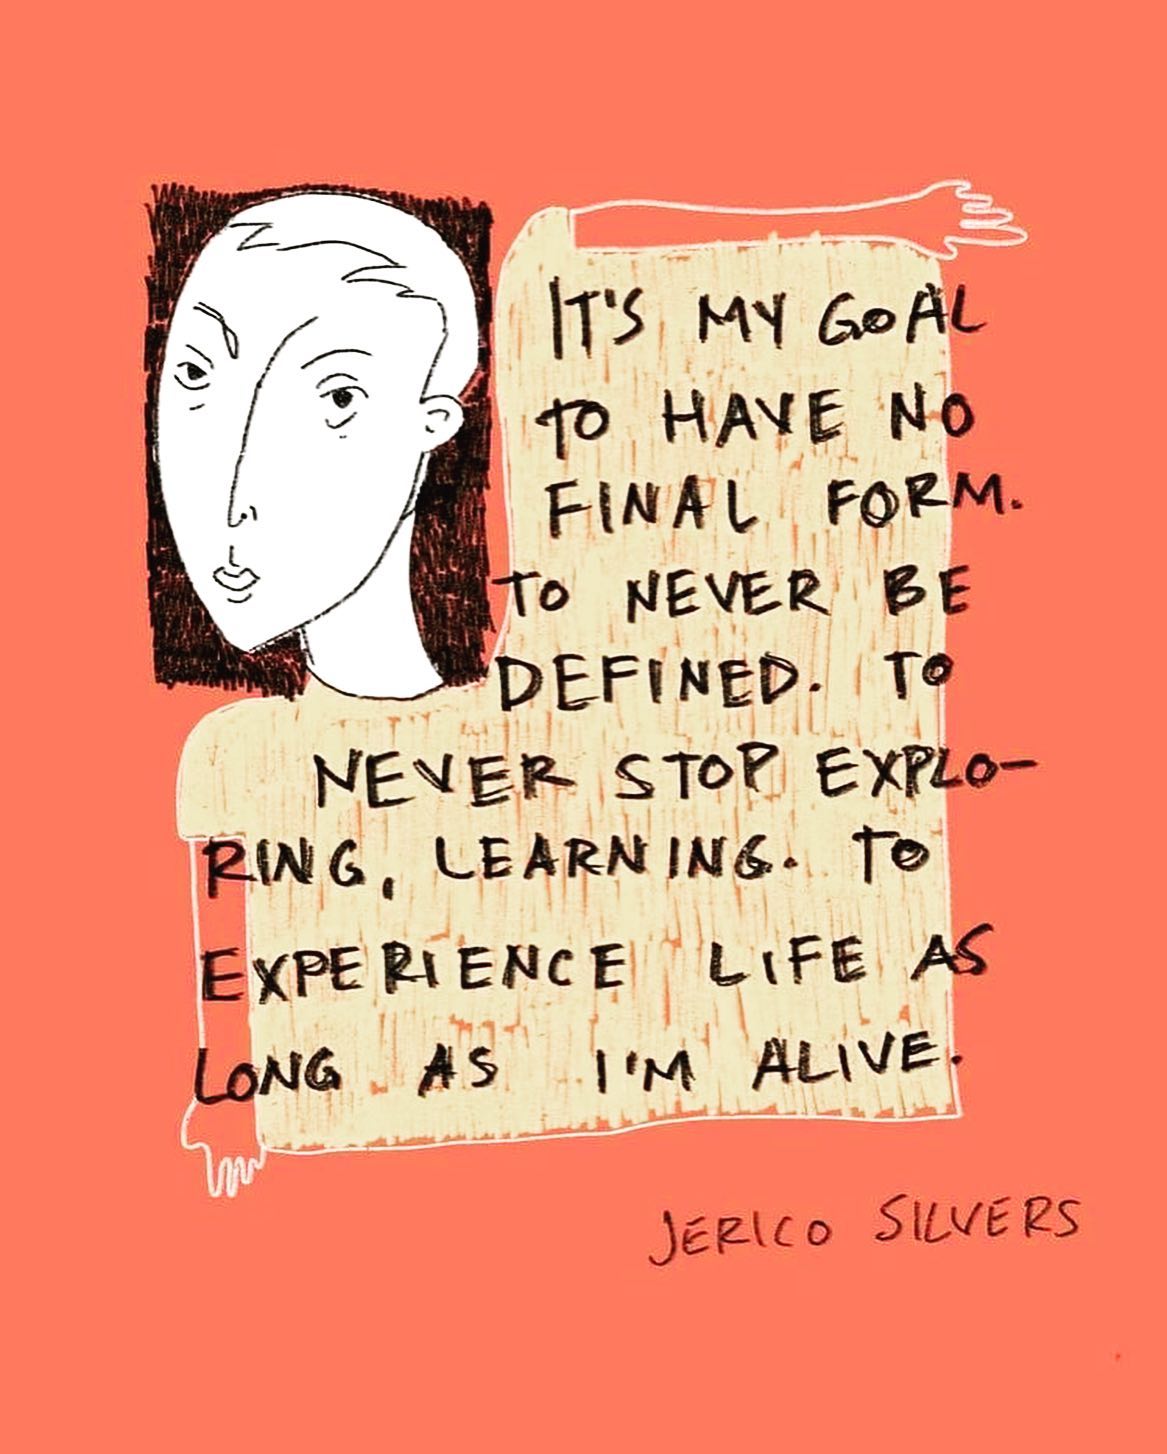 IT'S MY GOAL
TO HAVE NO
FINAL FORM.
TO NEVER BE
DEFINED. TO
NEVER STOP EXPLO-
RING, LEARNING. TO
EXPERIENCE LIFE AS
LONG AS I'M ALIVE.
JERICO SILVERS